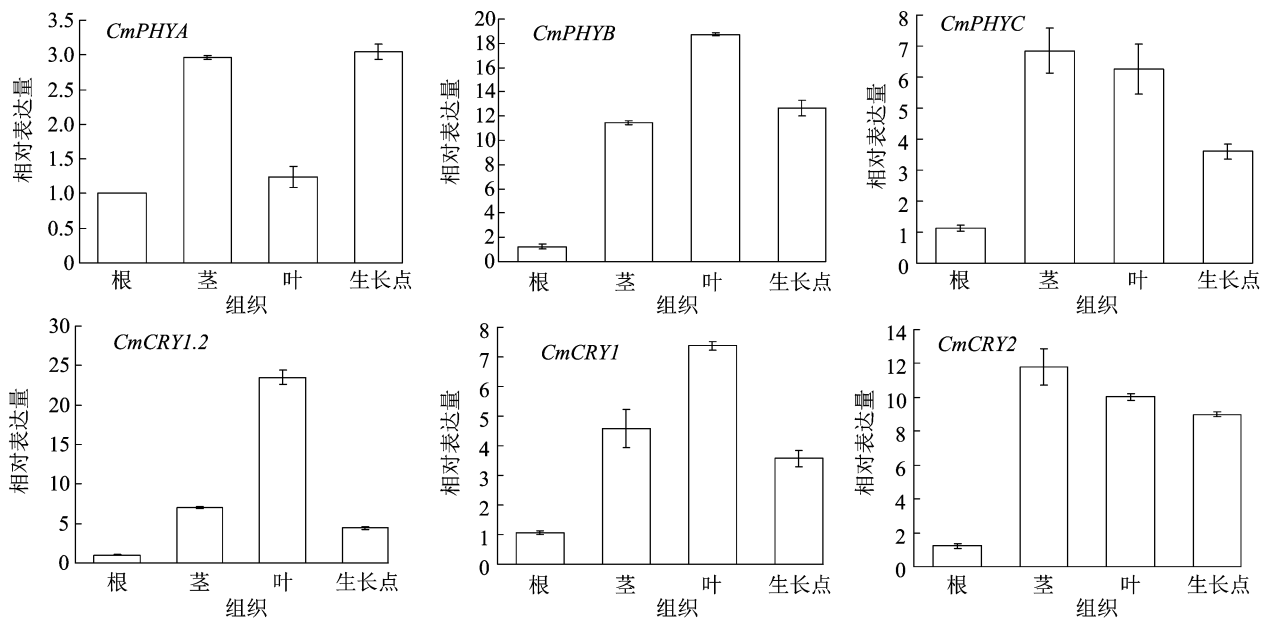 CmPHYA
相对表达量
3.5
3.0
2.5
2.0
1.5
1.0
0.5
0
根 茎 叶 生长点
组织
CmPHYB
相对表达量
20
18
16
14
12
10
8
6
4
2
0
根 茎 叶 生长点
组织
CmPHYC
相对表达量
8
7
6
5
4
3
2
1
0
根 茎 叶 生长点
组织
CmCRY1.2
相对表达量
30
25
20
15
10
5
0
根 茎 叶 生长点
组织
CmCRY1
相对表达量
8
7
6
5
4
3
2
1
0
根 茎 叶 生长点
组织
CmCRY2
相对表达量
14
12
10
8
6
4
2
0
根 茎 叶 生长点
组织